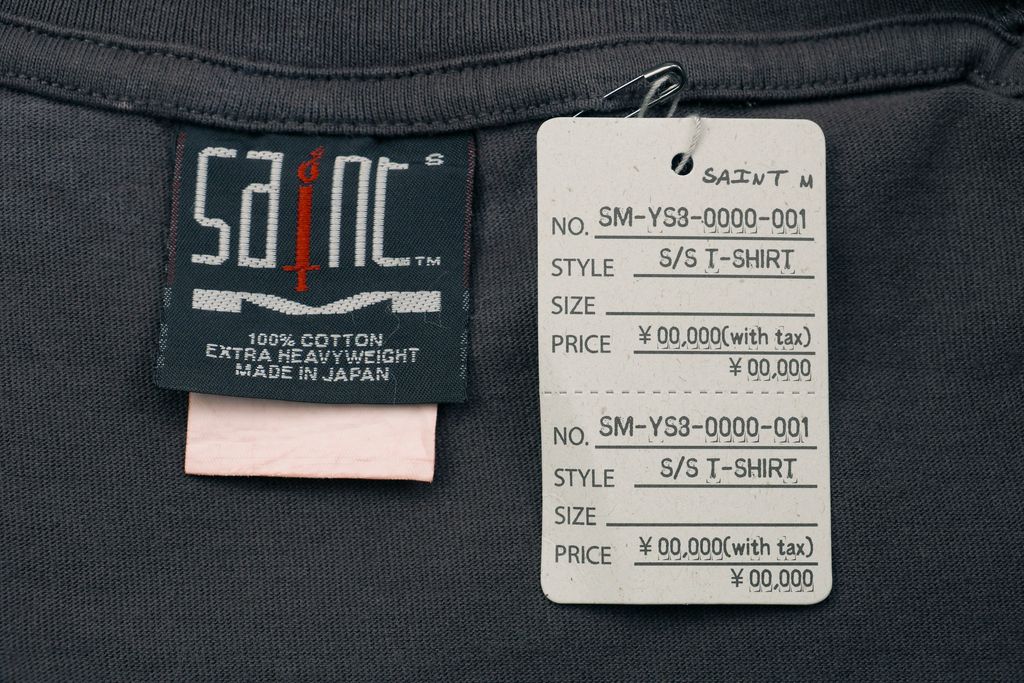 saint S
TM
100% COTTON
EXTRA HEAVYWEIGHT
MADE IN JAPAN
SAINT M
NO. SM-YS3-0000-001
STYLE S/S T-SHIRT
SIZE
PRICE ¥00,000(with tax)
¥00,000
NO. SM-YS3-0000-001
STYLE S/S T-SHIRT
SIZE
PRICE ¥00,000(with tax)
¥00,000